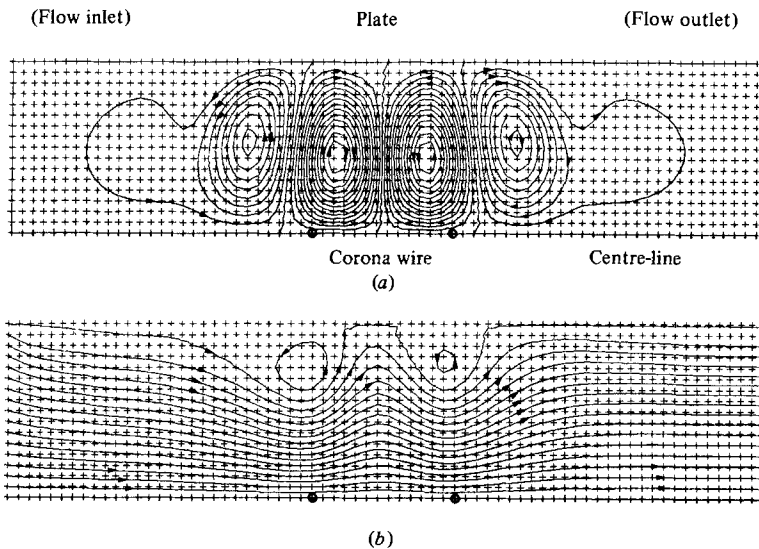 (Flow inlet) Plate (Flow outlet)
Corona wire Centre-line
(a)
(b)